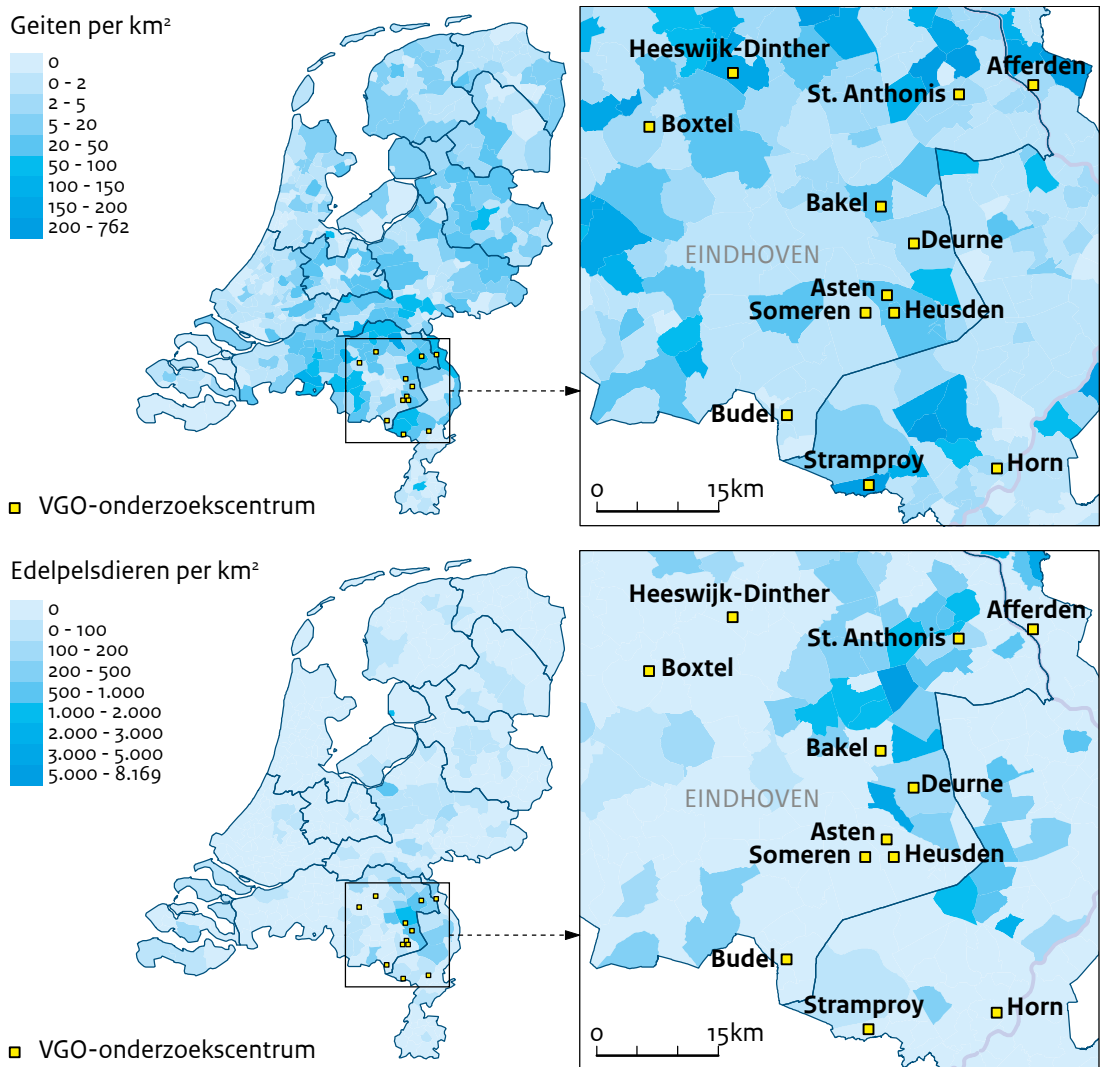 Geiten per km²
0
0 - 2
2 - 5
5 - 20
20 - 50
50 - 100
100 - 150
150 - 200
200 - 762
VGO-onderzoekscentrum
Heeswijk-Dinther
Afferden
St. Anthonis
Boxtel
Bakel
Deurne
EINDHOVEN
Asten
Someren
Heusden
Budel
Stramproy
Horn
0 15km
Edelpelsdieren per km²
0
0 - 100
100 - 200
200 - 500
500 - 1.000
1.000 - 2.000
2.000 - 3.000
3.000 - 5.000
5.000 - 8.169
VGO-onderzoekscentrum
Heeswijk-Dinther
Afferden
St. Anthonis
Boxtel
Bakel
Deurne
EINDHOVEN
Asten
Someren
Heusden
Budel
Stramproy
Horn
0 15km